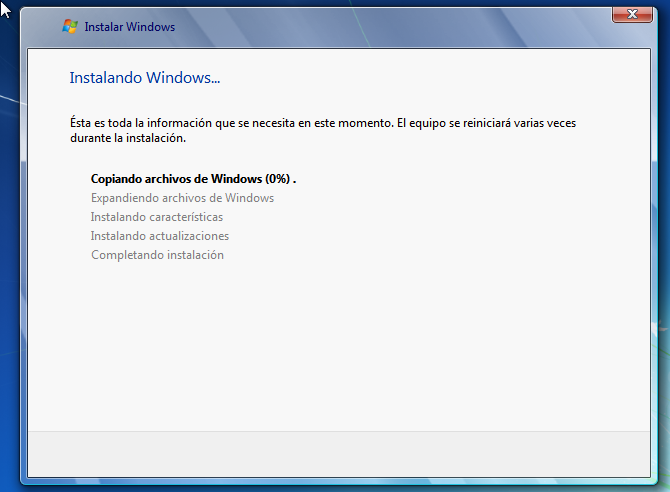 Instalar Windows
Instalando Windows...
Ésta es toda la información que se necesita en este momento. El equipo se reiniciará varias veces
durante la instalación.
Copiando archivos de Windows (0%) .
Expandiendo archivos de Windows
Instalando características
Instalando actualizaciones
Completando instalación